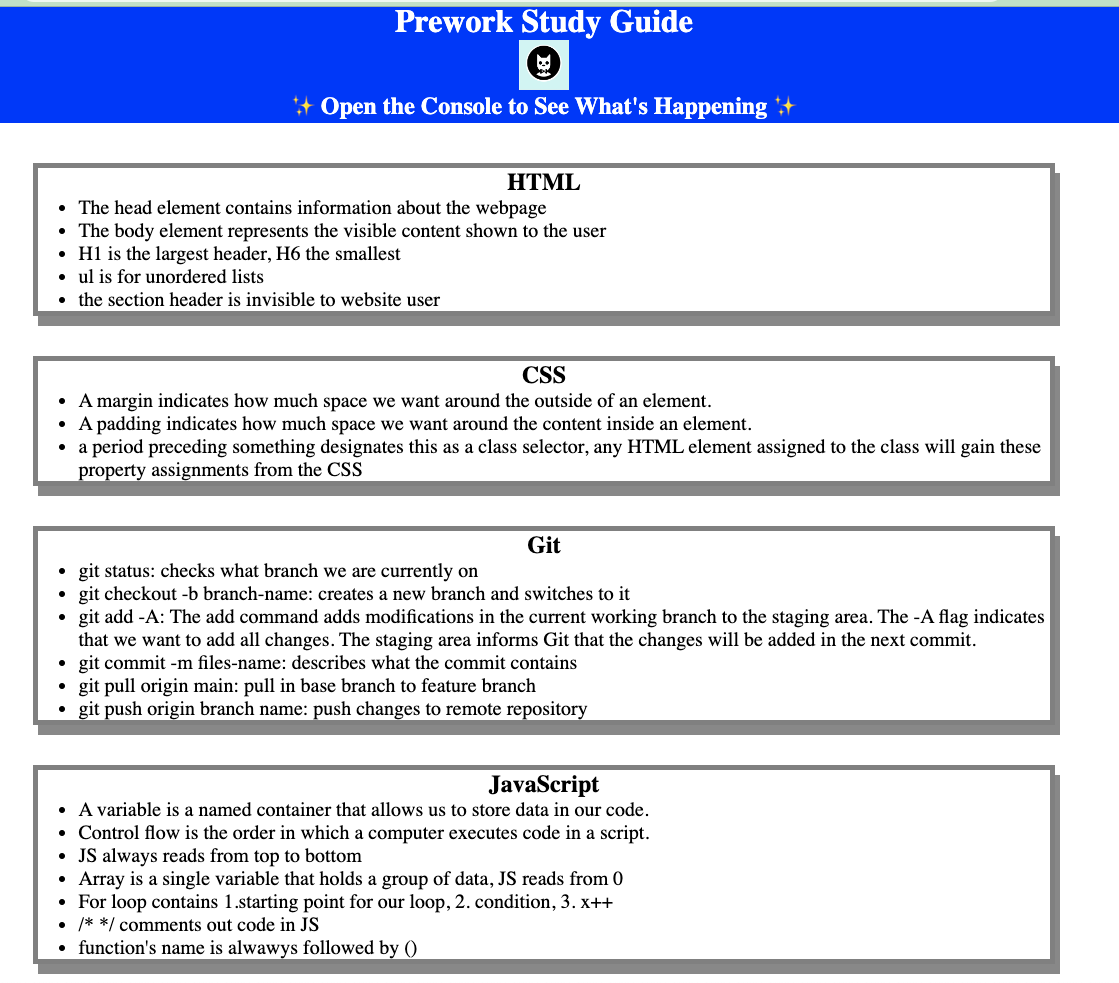 Prework Study Guide
✨ Open the Console to See What's Happening ✨
HTML
• The head element contains information about the webpage
• The body element represents the visible content shown to the user
• H1 is the largest header, H6 the smallest
• ul is for unordered lists
• the section header is invisible to website user
CSS
• A margin indicates how much space we want around the outside of an element.
• A padding indicates how much space we want around the content inside an element.
• a period preceding something designates this as a class selector, any HTML element assigned to the class will gain these
property assignments from the CSS
Git
• git status: checks what branch we are currently on
• git checkout -b branch-name: creates a new branch and switches to it
• git add -A: The add command adds modifications in the current working branch to the staging area. The -A flag indicates
that we want to add all changes. The staging area informs Git that the changes will be added in the next commit.
• git commit -m files-name: describes what the commit contains
• git pull origin main: pull in base branch to feature branch
• git push origin branch name: push changes to remote repository
JavaScript
• A variable is a named container that allows us to store data in our code.
• Control flow is the order in which a computer executes code in a script.
• JS always reads from top to bottom
• Array is a single variable that holds a group of data, JS reads from 0
• For loop contains 1.starting point for our loop, 2. condition, 3. x++
• /* */ comments out code in JS
• function's name is alwawys followed by ()